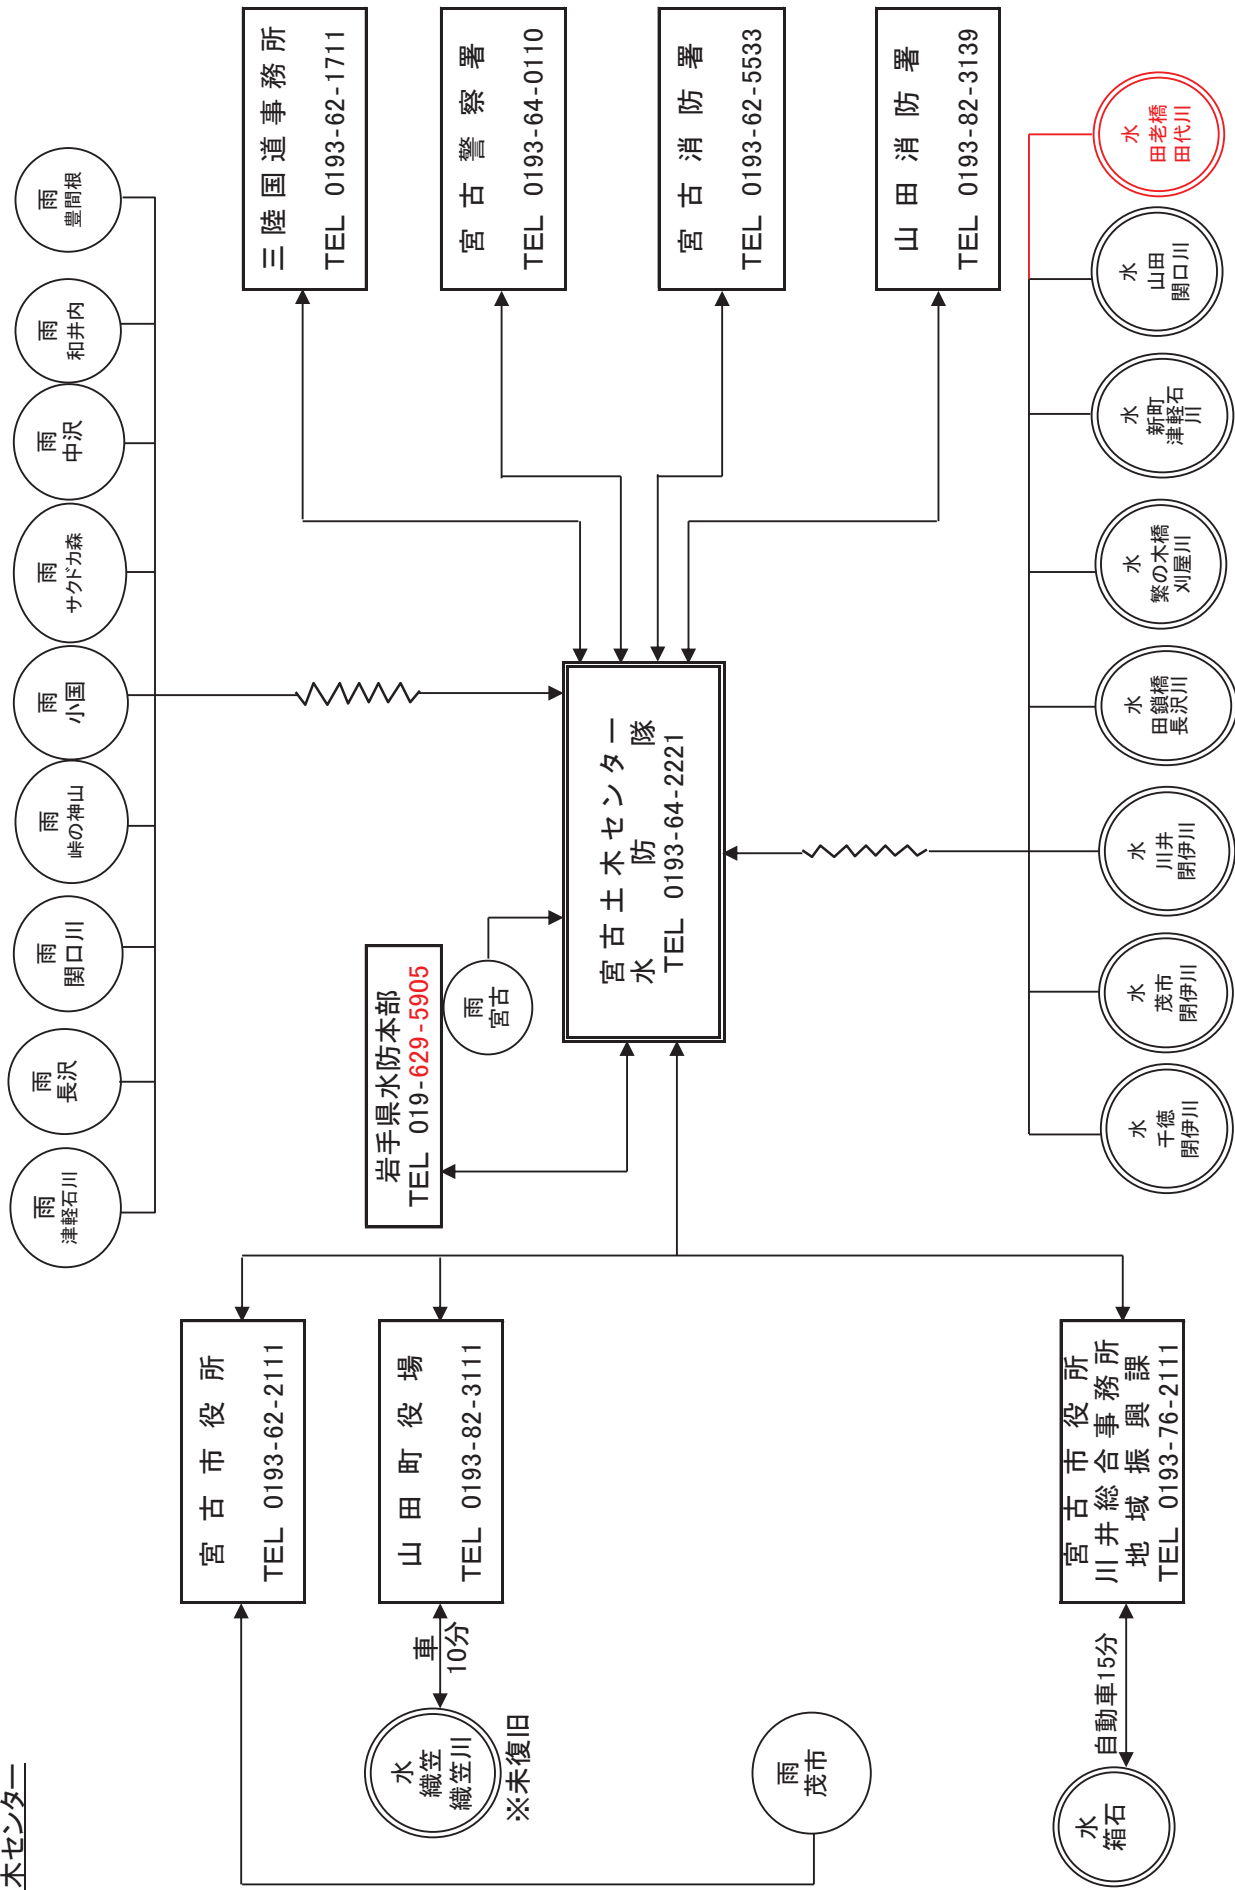 木センター
雨
津軽石川
雨
長沢
雨
関口川
雨
峠の神山
雨
小国
雨
サクドカ森
雨
中沢
雨
和井内
雨
豊間根
三陸国道事務所
TEL 0193-62-1711
宮古警察署
TEL 0193-64-0110
宮古消防署
TEL 0193-62-5533
山田消防署
TEL 0193-82-3139
岩手県水防本部
TEL 019-629-5905
雨
宮古
宮古土木センター
水防隊
TEL 0193-64-2221
宮古市役所
TEL 0193-62-2111
山田町役場
TEL 0193-82-3111
宮古市役所
川井総合事務所
地域振興課
TEL 0193-76-2111
車
10分
水
織笠
織笠川
※未復旧
雨
茂市
自動車15分
水
箱石
水
千徳
閉伊川
水
茂市
閉伊川
水
川井
閉伊川
水
田鎖橋
長沢川
水
繁の木橋
刈屋川
水
新町
津軽石
川
水
山田
関口川
水
田老橋
田代川